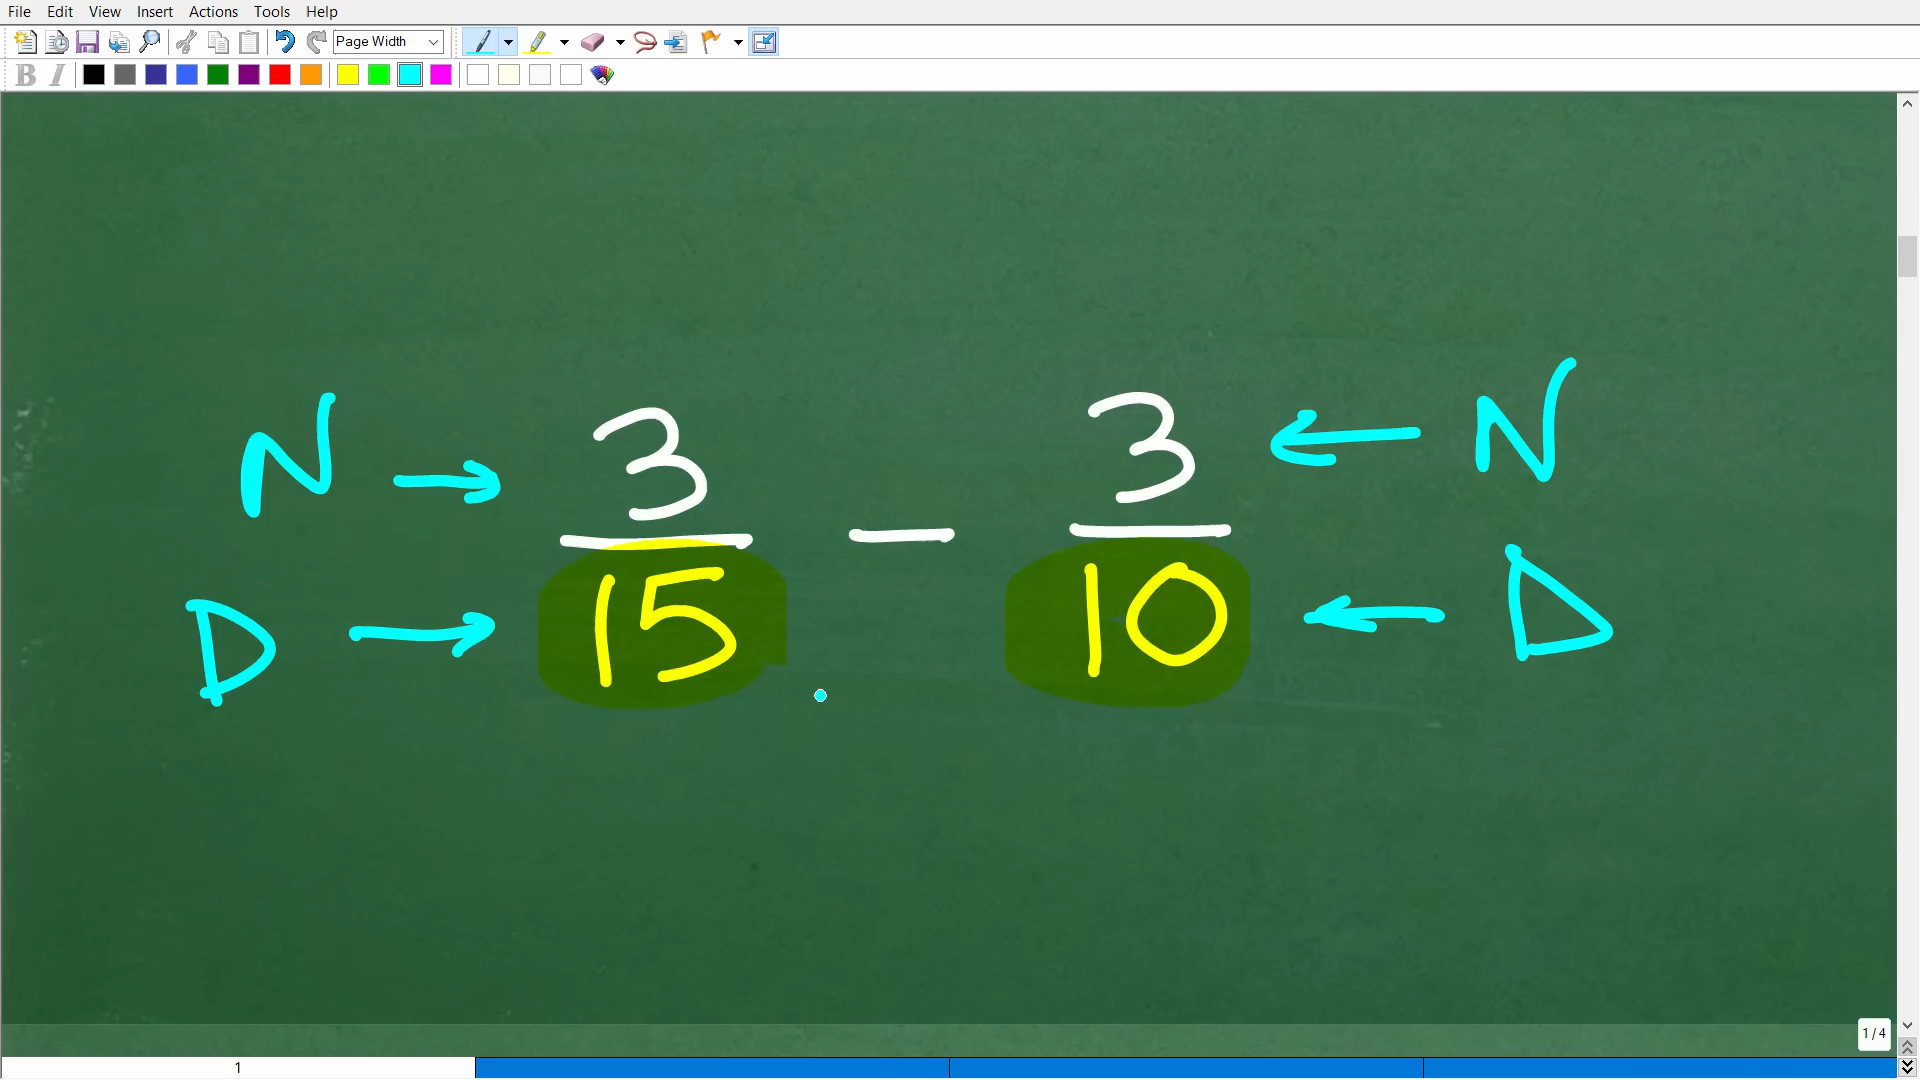 File Edit View Insert Actions Tools Help
Page Width
B I
N → 3 — 3 ← N
D → 15 10 ← D
1 / 4
1